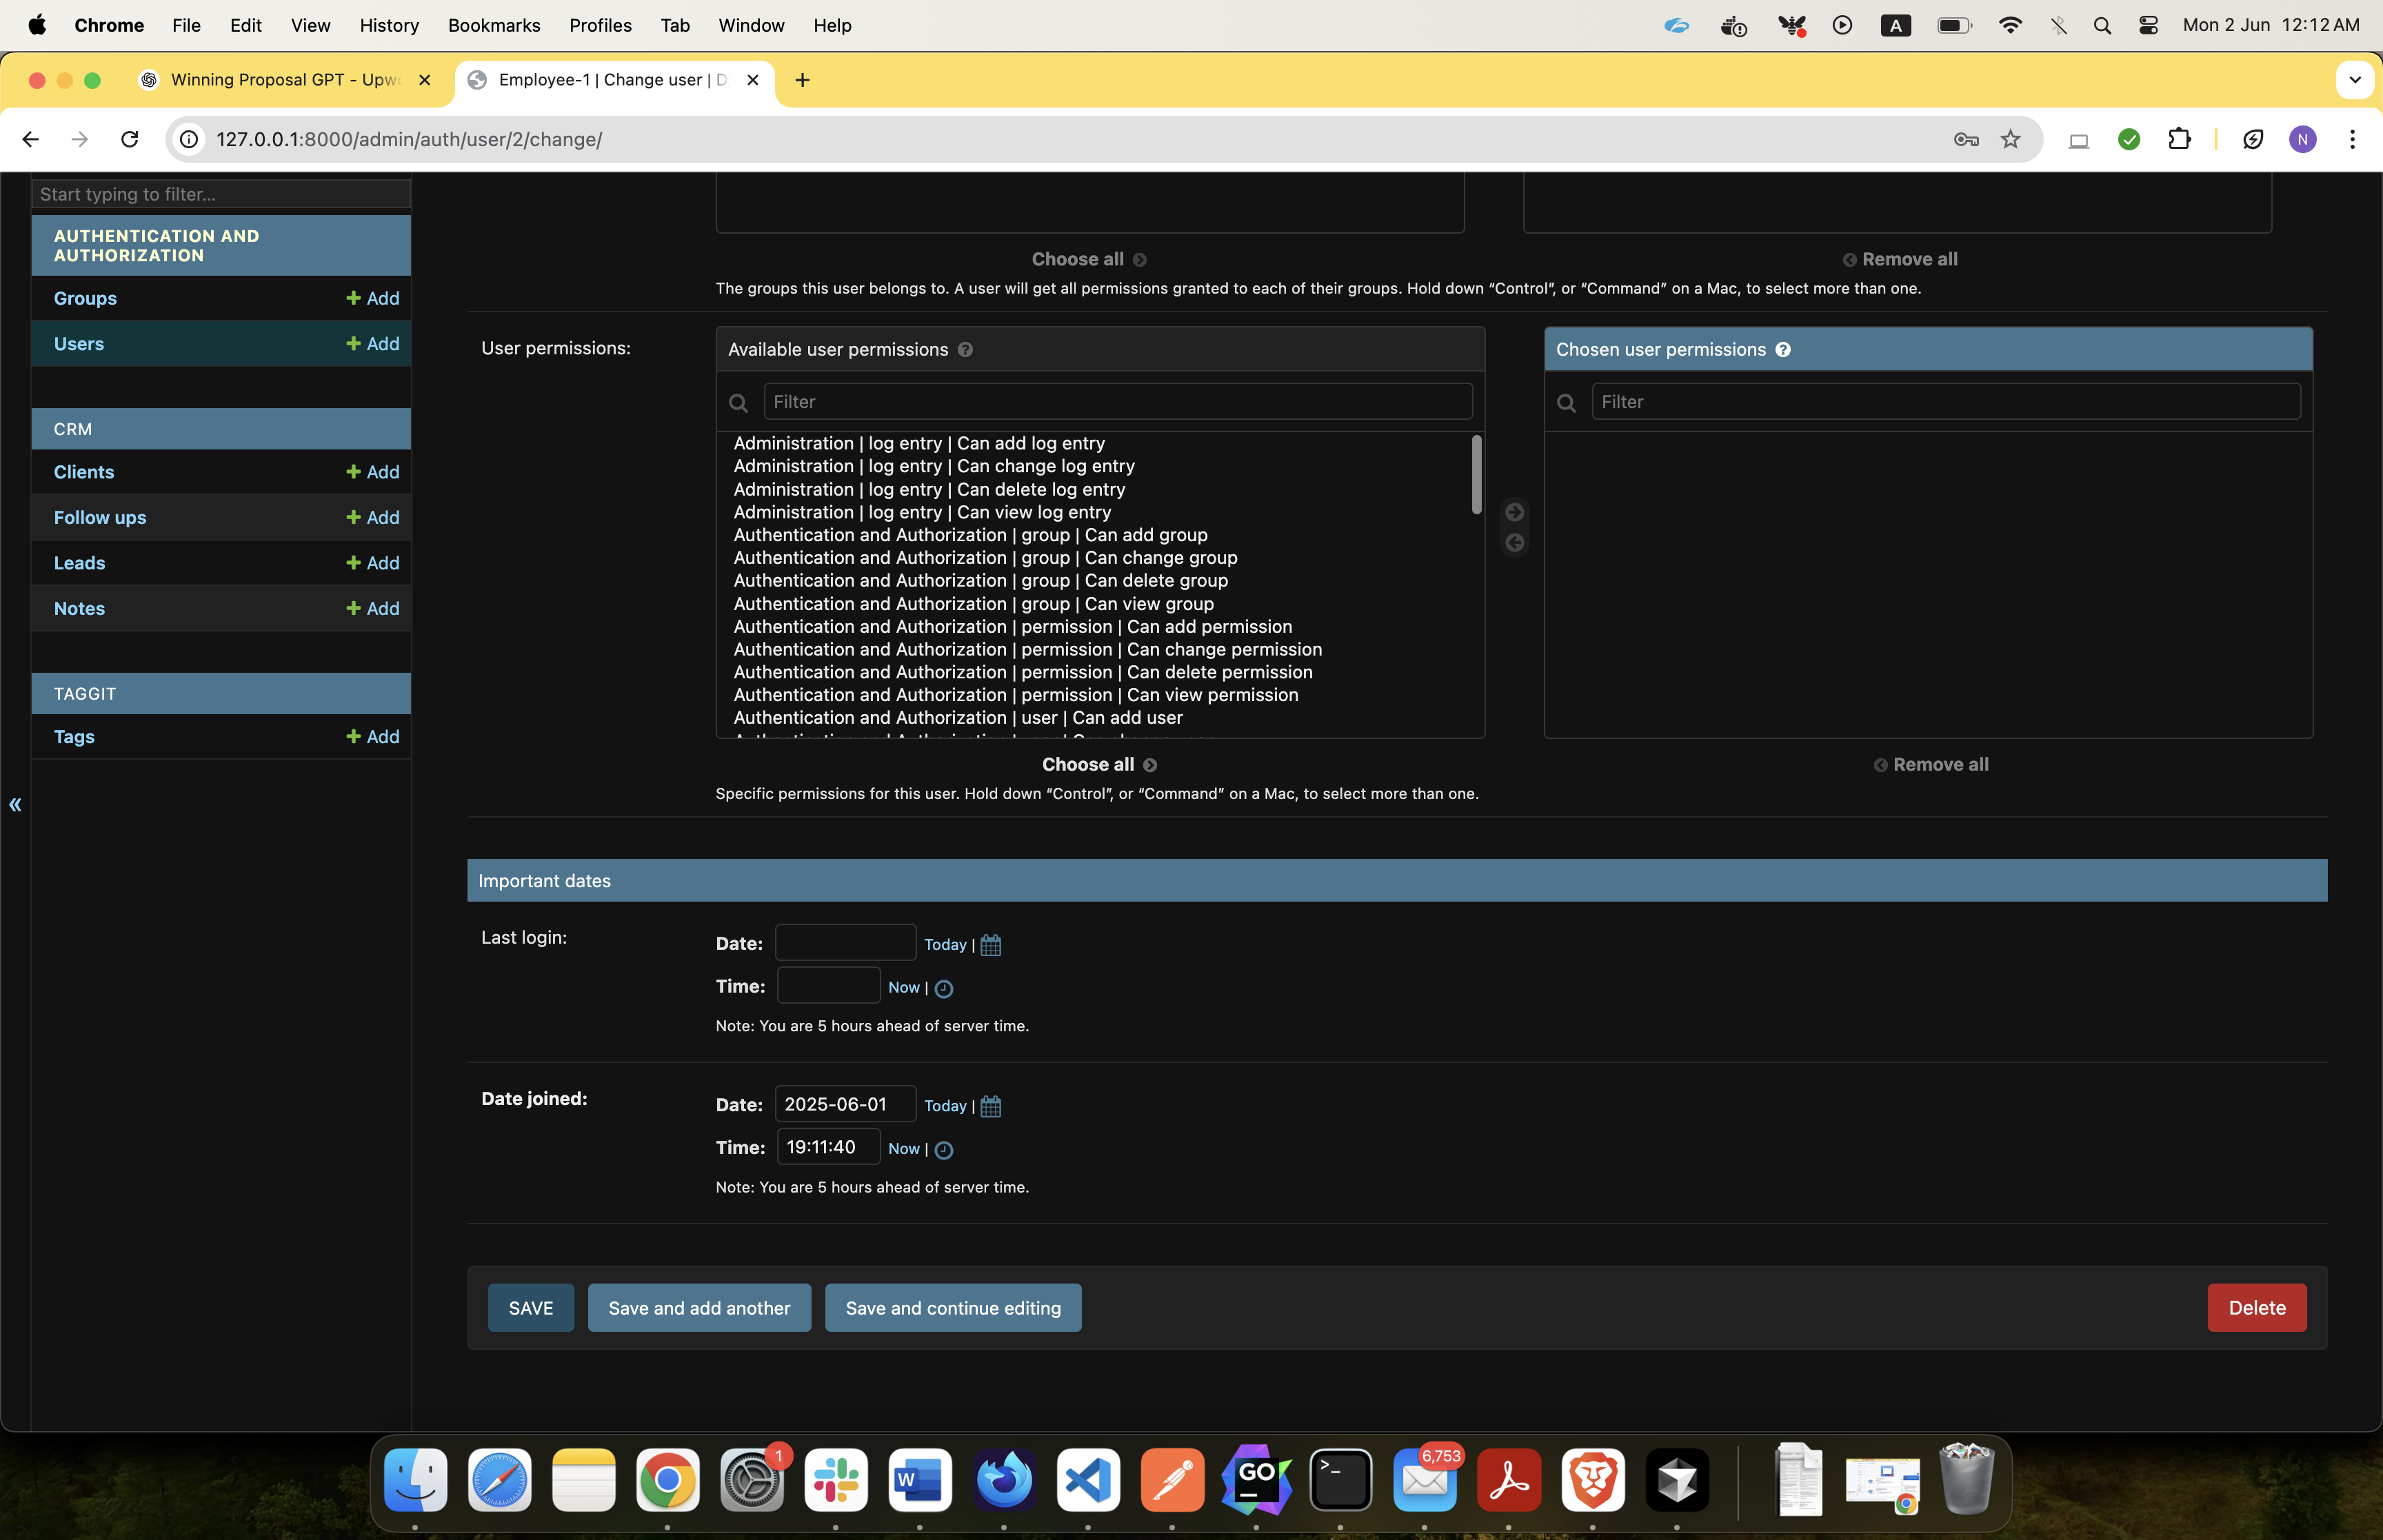 Chrome File Edit View History Bookmarks Profiles Tab Window Help
A
Mon 2 Jun 12:12 AM
Winning Proposal GPT - Upwo
Employee-1 | Change user | D
127.0.0.1:8000/admin/auth/user/2/change/
N
Start typing to filter...
AUTHENTICATION AND
AUTHORIZATION
Groups
Add
Users
Add
CRM
Clients
Add
Follow ups
Add
Leads
Add
Notes
Add
TAGGIT
Tags
Add
«
Choose all
Remove all
The groups this user belongs to. A user will get all permissions granted to each of their groups. Hold down “Control”, or “Command” on a Mac, to select more than one.
User permissions:
Available user permissions ?
Filter
Administration | log entry | Can add log entry
Administration | log entry | Can change log entry
Administration | log entry | Can delete log entry
Administration | log entry | Can view log entry
Authentication and Authorization | group | Can add group
Authentication and Authorization | group | Can change group
Authentication and Authorization | group | Can delete group
Authentication and Authorization | group | Can view group
Authentication and Authorization | permission | Can add permission
Authentication and Authorization | permission | Can change permission
Authentication and Authorization | permission | Can delete permission
Authentication and Authorization | permission | Can view permission
Authentication and Authorization | user | Can add user
Chosen user permissions ?
Filter
Choose all
Remove all
Specific permissions for this user. Hold down “Control”, or “Command” on a Mac, to select more than one.
Important dates
Last login:
Date:
Today |
Time:
Now |
Note: You are 5 hours ahead of server time.
Date joined:
Date: 2025-06-01 Today |
Time: 19:11:40 Now |
Note: You are 5 hours ahead of server time.
SAVE
Save and add another
Save and continue editing
Delete
1
W
GO
>_
6,753